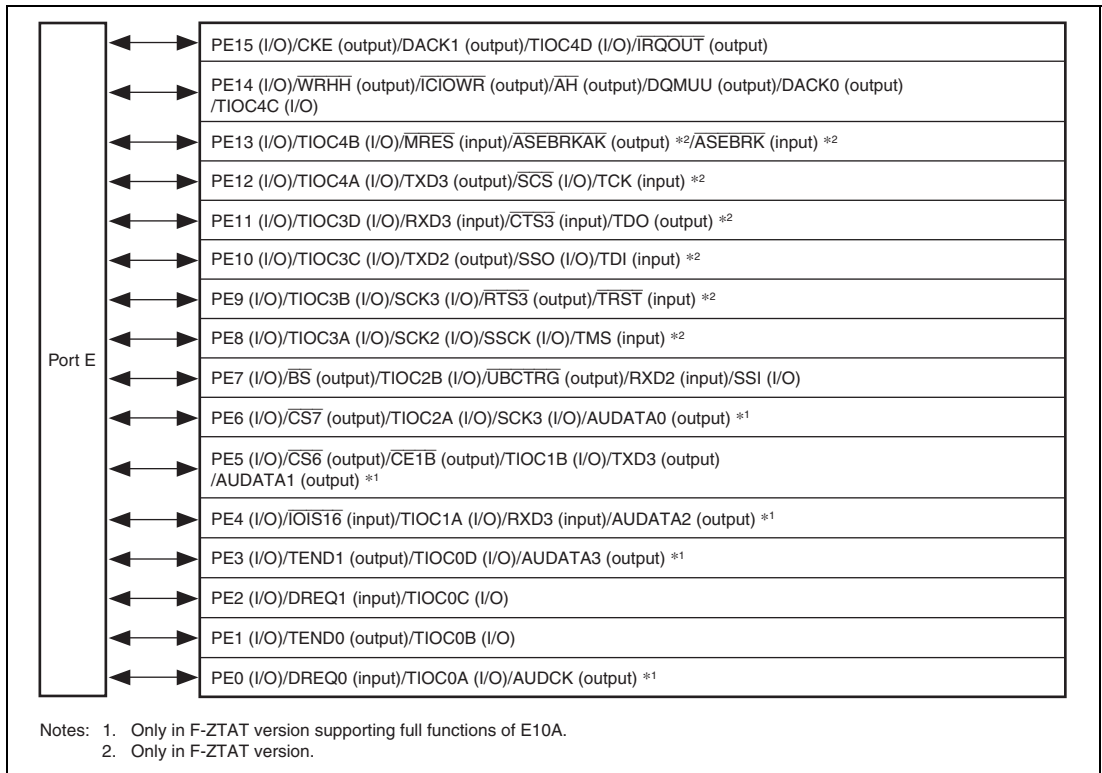 Port E
PE15 (I/O)/CKE (output)/DACK1 (output)/TIOC4D (I/O)/IRQOUT (output)
PE14 (I/O)/WRHH (output)/ICIOWR (output)/AH (output)/DQMUU (output)/DACK0 (output)
/TIOC4C (I/O)
PE13 (I/O)/TIOC4B (I/O)/MRES (input)/ASEBRKAK (output) *2/ASEBRK (input) *2
PE12 (I/O)/TIOC4A (I/O)/TXD3 (output)/SCS (I/O)/TCK (input) *2
PE11 (I/O)/TIOC3D (I/O)/RXD3 (input)/CTS3 (input)/TDO (output) *2
PE10 (I/O)/TIOC3C (I/O)/TXD2 (output)/SSO (I/O)/TDI (input) *2
PE9 (I/O)/TIOC3B (I/O)/SCK3 (I/O)/RTS3 (output)/TRST (input) *2
PE8 (I/O)/TIOC3A (I/O)/SCK2 (I/O)/SSCK (I/O)/TMS (input) *2
PE7 (I/O)/BS (output)/TIOC2B (I/O)/UBCTRG (output)/RXD2 (input)/SSI (I/O)
PE6 (I/O)/CS7 (output)/TIOC2A (I/O)/SCK3 (I/O)/AUDATA0 (output) *1
PE5 (I/O)/CS6 (output)/CE1B (output)/TIOC1B (I/O)/TXD3 (output)
/AUDATA1 (output) *1
PE4 (I/O)/IOIS16 (input)/TIOC1A (I/O)/RXD3 (input)/AUDATA2 (output) *1
PE3 (I/O)/TEND1 (output)/TIOC0D (I/O)/AUDATA3 (output) *1
PE2 (I/O)/DREQ1 (input)/TIOC0C (I/O)
PE1 (I/O)/TEND0 (output)/TIOC0B (I/O)
PE0 (I/O)/DREQ0 (input)/TIOC0A (I/O)/AUDCK (output) *1
Notes: 1. Only in F-ZTAT version supporting full functions of E10A.
2. Only in F-ZTAT version.